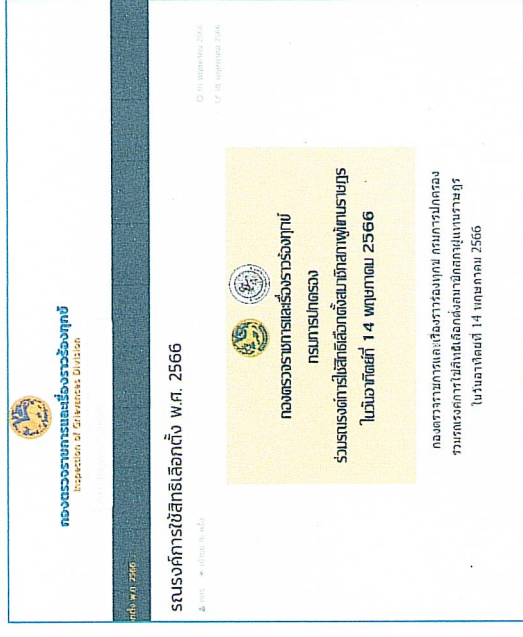 กองตรวจราชการและเรื่องราวร้องทุกข์
Inspection of Grievances Division
รณรงค์การใช้สิทธิเลือกตั้ง พ.ศ. 2566
กองตรวจราชการและเรื่องราวร้องทุกข์
กรมการปกครอง
ร่วมรณรงค์การใช้สิทธิเลือกตั้งสมาชิกสภาผู้แทนราษฎร
ในวันอาทิตย์ที่ 14 พฤษภาคม 2566
กองตรวจราชการและเรื่องราวร้องทุกข์ กรมการปกครอง
ร่วมรณรงค์การใช้สิทธิเลือกตั้งสมาชิกสภาผู้แทนราษฎร
ในวันอาทิตย์ที่ 14 พฤษภาคม 2566